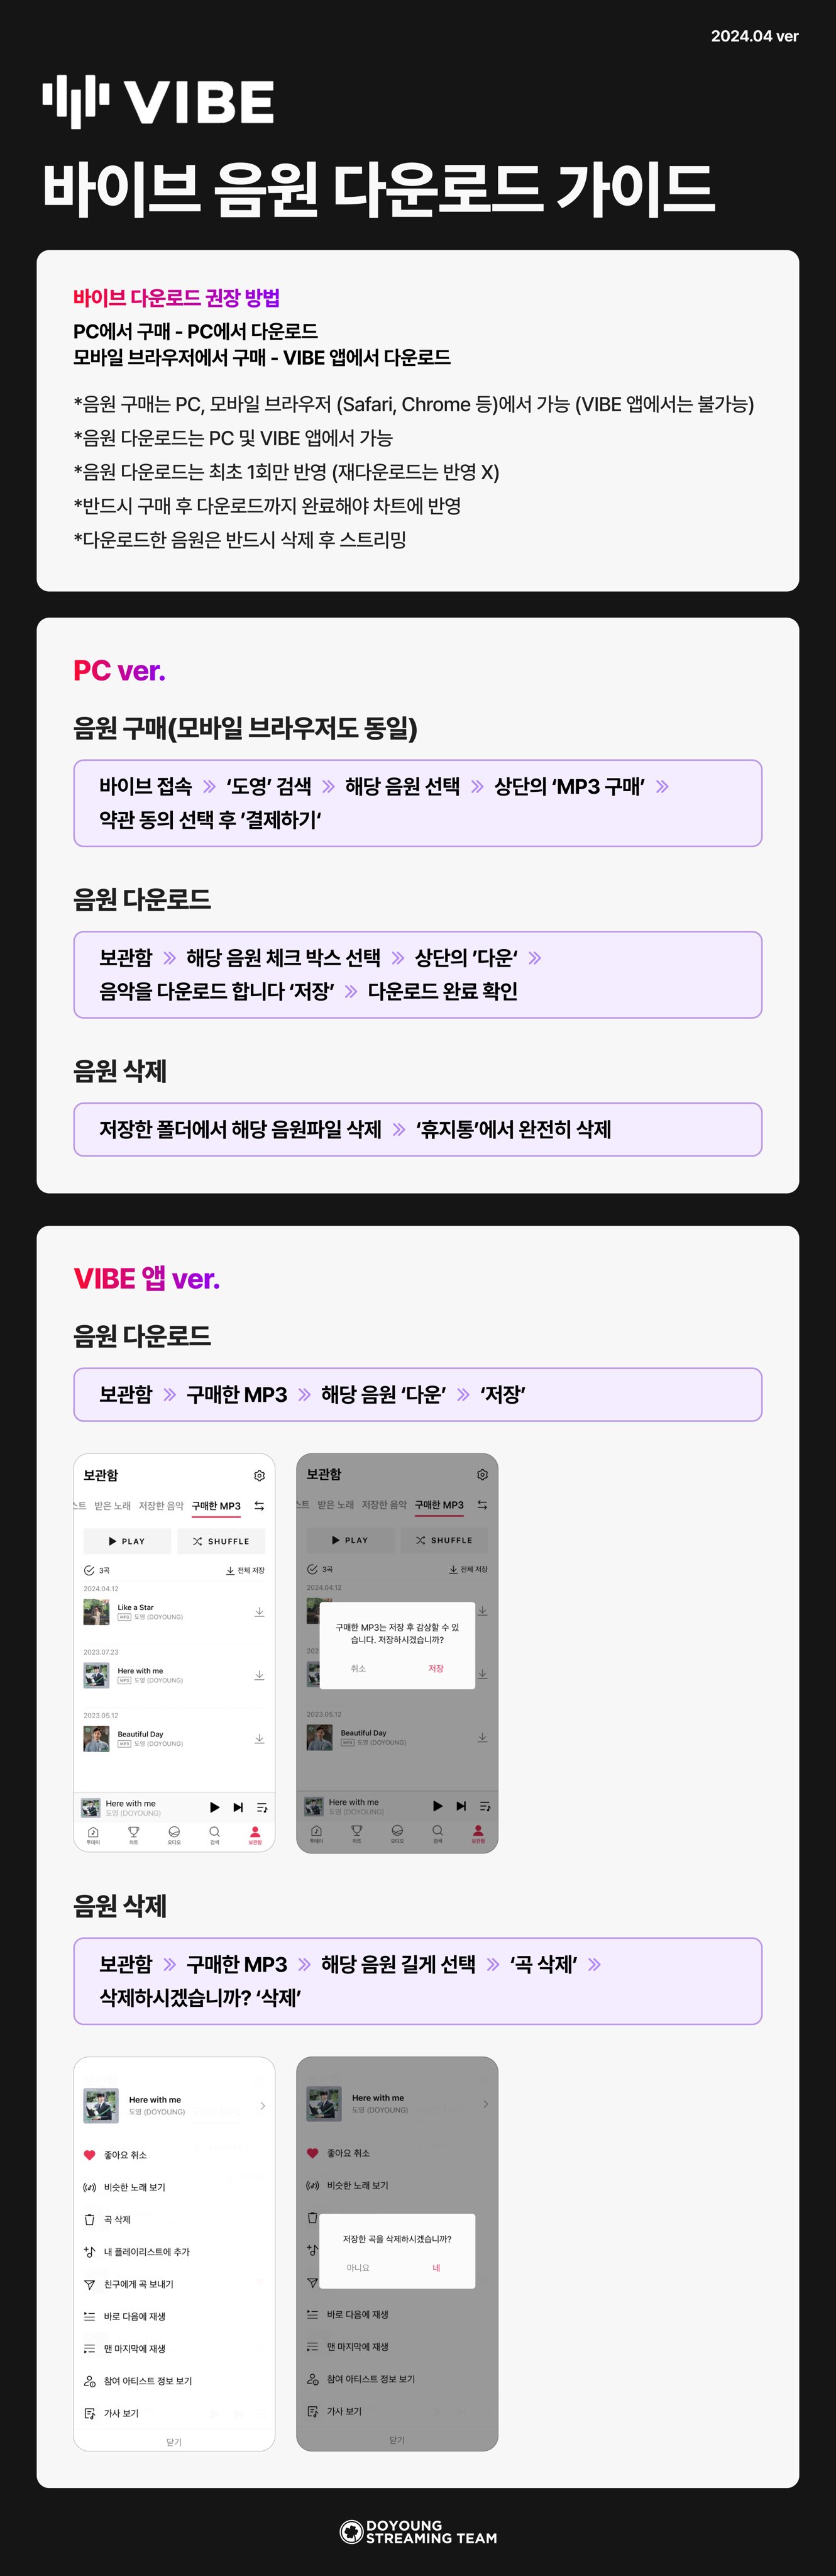 2024.04 ver
VIBE
바이브 음원 다운로드 가이드
바이브 다운로드 권장 방법
PC에서 구매 - PC에서 다운로드
모바일 브라우저에서 구매 - VIBE 앱에서 다운로드
*음원 구매는 PC, 모바일 브라우저 (Safari, Chrome 등)에서 가능 (VIBE 앱에서는 불가능)
*음원 다운로드는 PC 및 VIBE 앱에서 가능
*음원 다운로드는 최초 1회만 반영 (재다운로드는 반영 X)
*반드시 구매 후 다운로드까지 완료해야 차트에 반영
*다운로드한 음원은 반드시 삭제 후 스트리밍
PC ver.
음원 구매(모바일 브라우저도 동일)
바이브 접속 » ‘도영’ 검색 » 해당 음원 선택 » 상단의 ‘MP3 구매’ »
약관 동의 선택 후 ’결제하기‘
음원 다운로드
보관함 » 해당 음원 체크 박스 선택 » 상단의 ’다운‘ »
음악을 다운로드 합니다 ‘저장’ » 다운로드 완료 확인
음원 삭제
저장한 폴더에서 해당 음원파일 삭제 » ‘휴지통’에서 완전히 삭제
VIBE 앱 ver.
음원 다운로드
보관함 » 구매한 MP3 » 해당 음원 ‘다운’ » ‘저장’
보관함
스트 받은 노래 저장한 음악 구매한 MP3
PLAY SHUFFLE
3곡 전체 저장
2024.04.12
Like a Star
MP3 도영 (DOYOUNG)
2023.07.23
Here with me
MP3 도영 (DOYOUNG)
2023.05.12
Beautiful Day
MP3 도영 (DOYOUNG)
Here with me
도영 (DOYOUNG)
투데이 차트 오디오 검색 보관함
보관함
스트 받은 노래 저장한 음악 구매한 MP3
PLAY SHUFFLE
3곡 전체 저장
2024.04.12
구매한 MP3는 저장 후 감상할 수 있
습니다. 저장하시겠습니까?
취소 저장
202
2023.05.12
Beautiful Day
MP3 도영 (DOYOUNG)
Here with me
도영 (DOYOUNG)
투데이 차트 오디오 검색 보관함
음원 삭제
보관함 » 구매한 MP3 » 해당 음원 길게 선택 » ‘곡 삭제’ »
삭제하시겠습니까? ‘삭제’
Here with me
도영 (DOYOUNG)
좋아요 취소
비슷한 노래 보기
곡 삭제
내 플레이리스트에 추가
친구에게 곡 보내기
바로 다음에 재생
맨 마지막에 재생
참여 아티스트 정보 보기
가사 보기
닫기
Here with me
도영 (DOYOUNG)
좋아요 취소
비슷한 노래 보기
저장한 곡을 삭제하시겠습니까?
아니요 네
바로 다음에 재생
맨 마지막에 재생
참여 아티스트 정보 보기
가사 보기
닫기
DOYOUNG
STREAMING TEAM